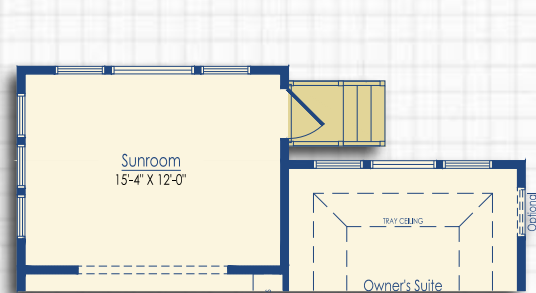 Sunroom
15'-4" X 12'-0"
TRAY CEILING
Optional
Owner's Suite